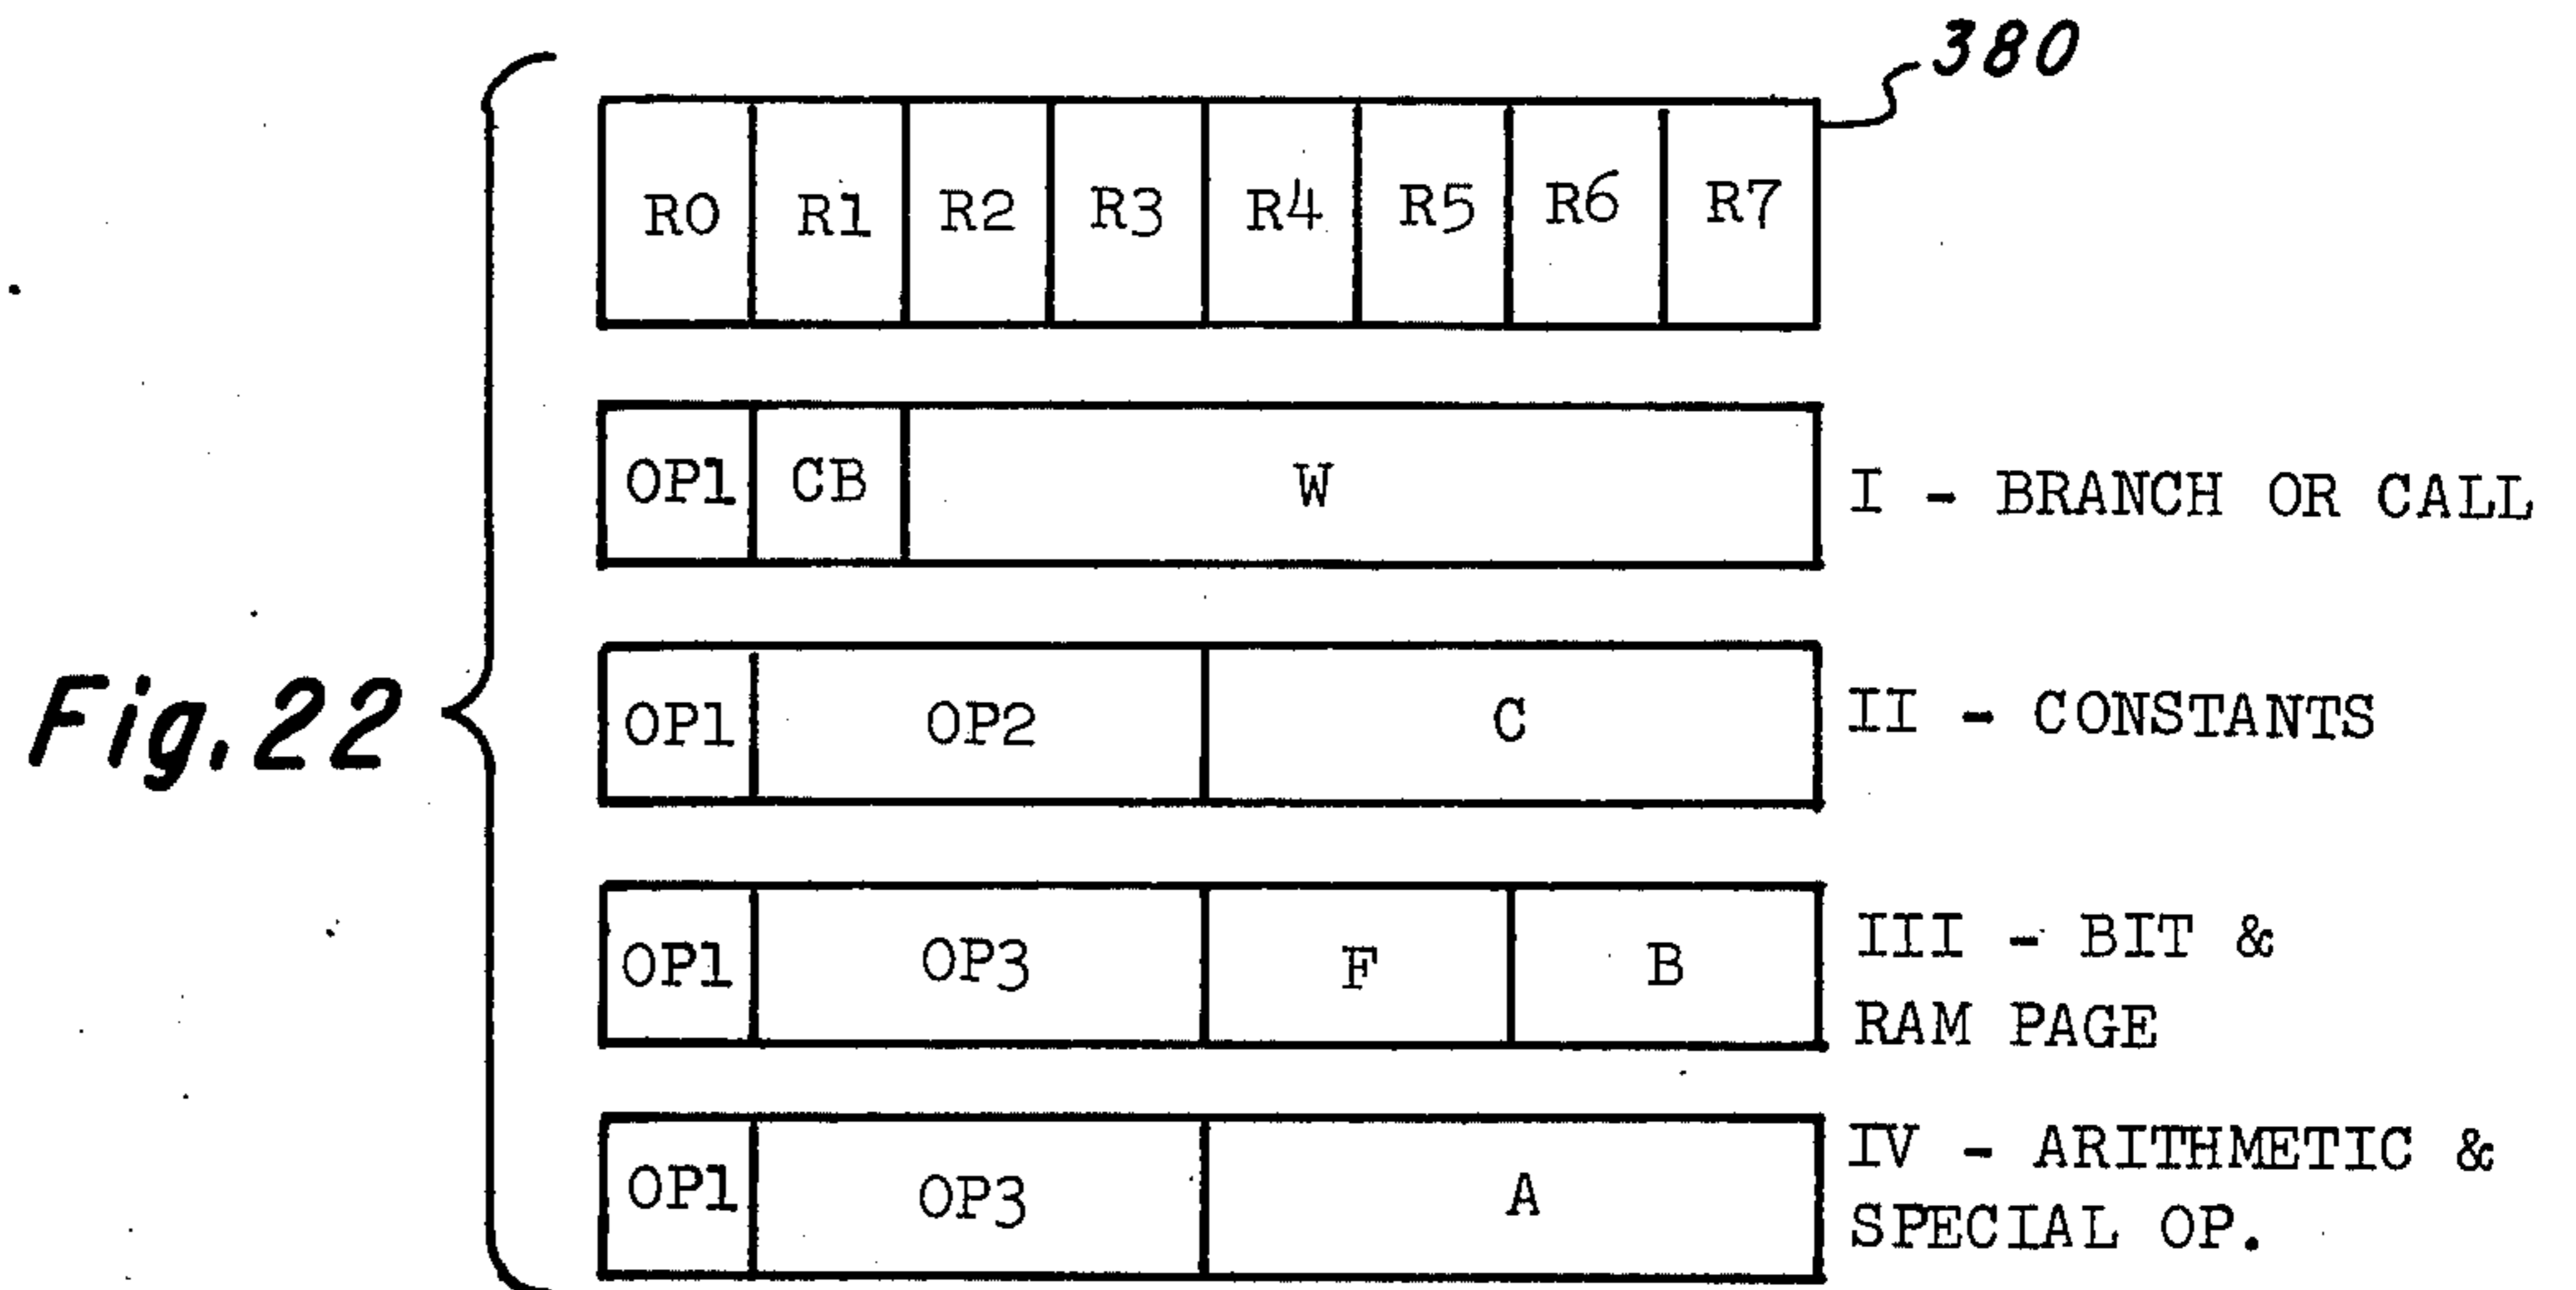 380
R0 R1 R2 R3 R4 R5 R6 R7
OP1 CB W I - BRANCH OR CALL
Fig.22
OP1 OP2 C II - CONSTANTS
OP1 OP3 F B III - BIT &
RAM PAGE
OP1 OP3 A IV - ARITHMETIC &
SPECIAL OP.